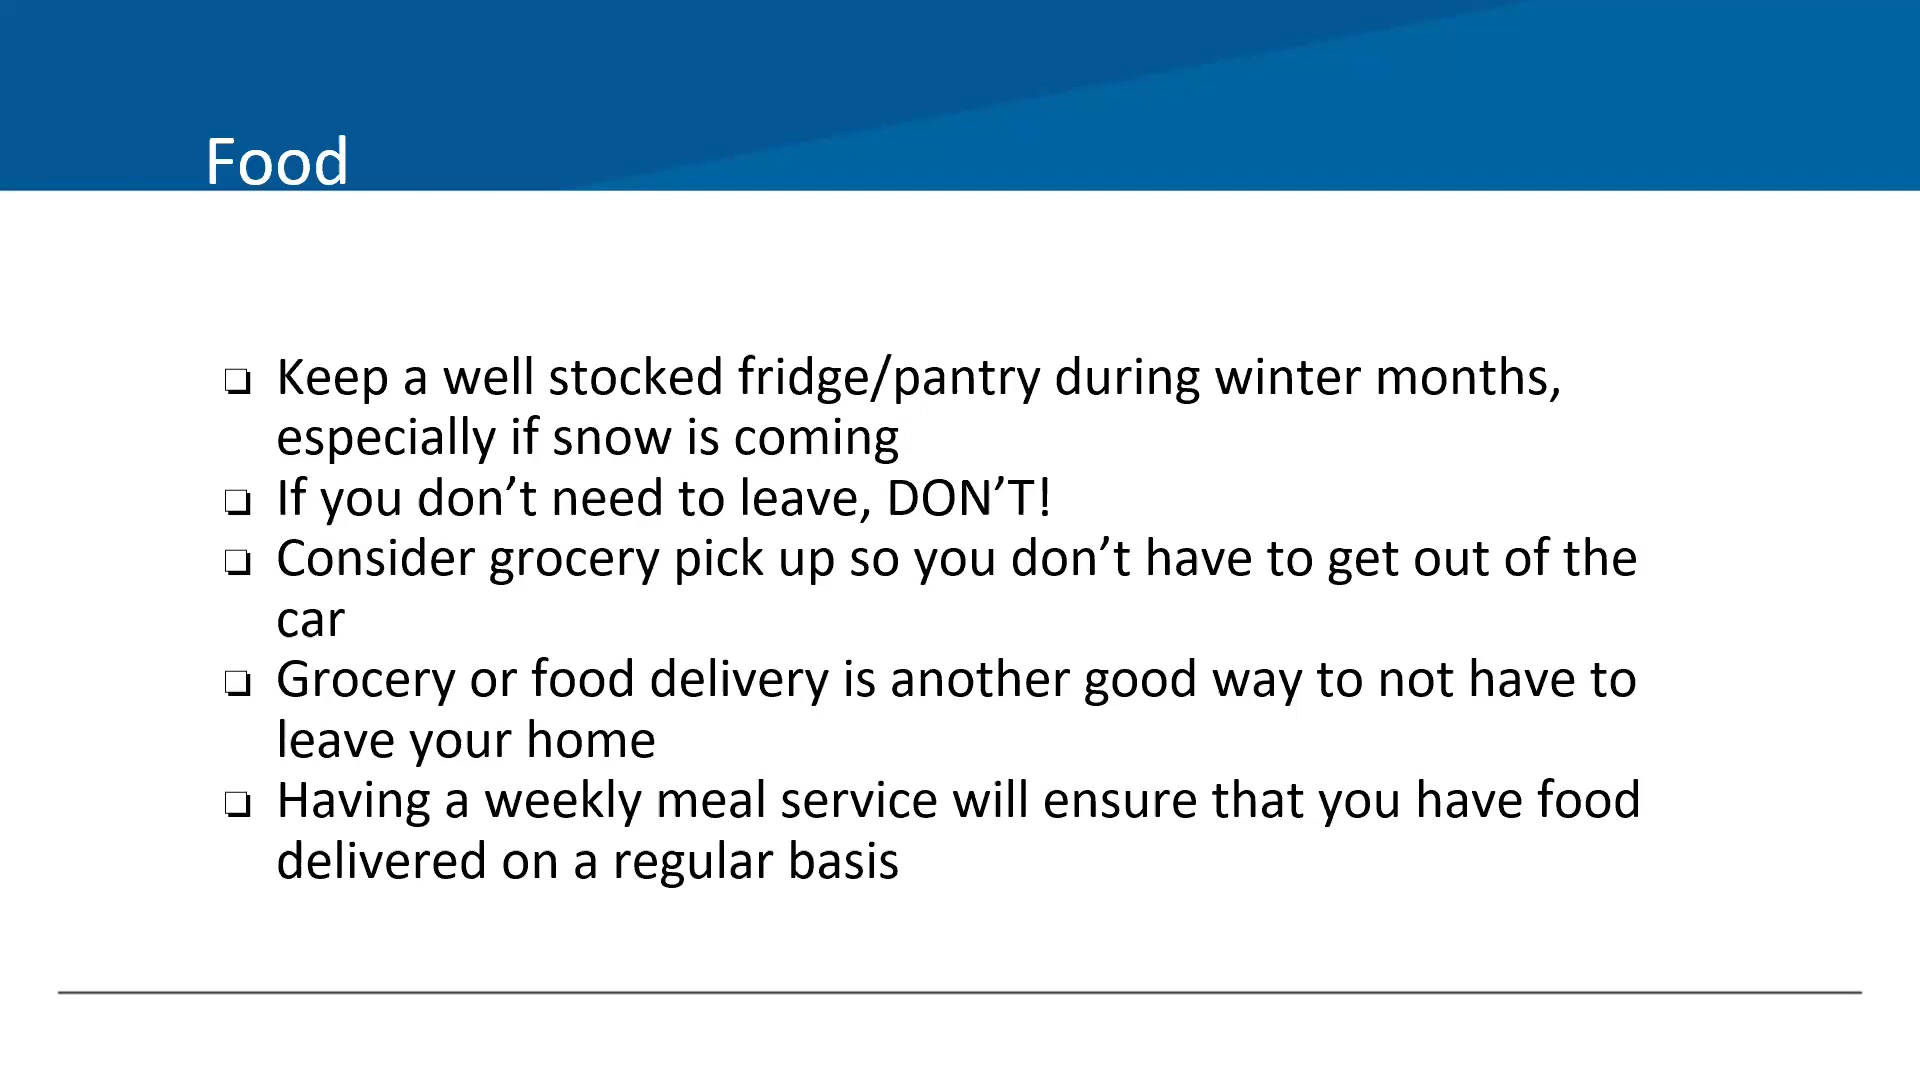 Food
❏ Keep a well stocked fridge/pantry during winter months,
especially if snow is coming
❏ If you don’t need to leave, DON’T!
❏ Consider grocery pick up so you don’t have to get out of the
car
❏ Grocery or food delivery is another good way to not have to
leave your home
❏ Having a weekly meal service will ensure that you have food
delivered on a regular basis